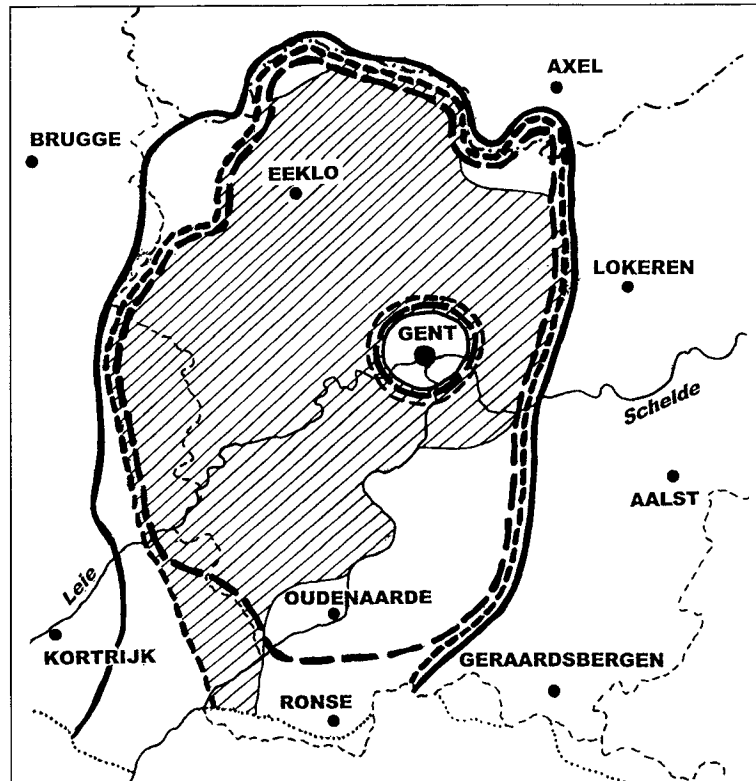 AXEL
BRUGGE
EEKLO
LOKEREN
GENT
Schelde
AALST
Leie
OUDENAARDE
KORTRIJK
GERAARDSBERGEN
RONSE